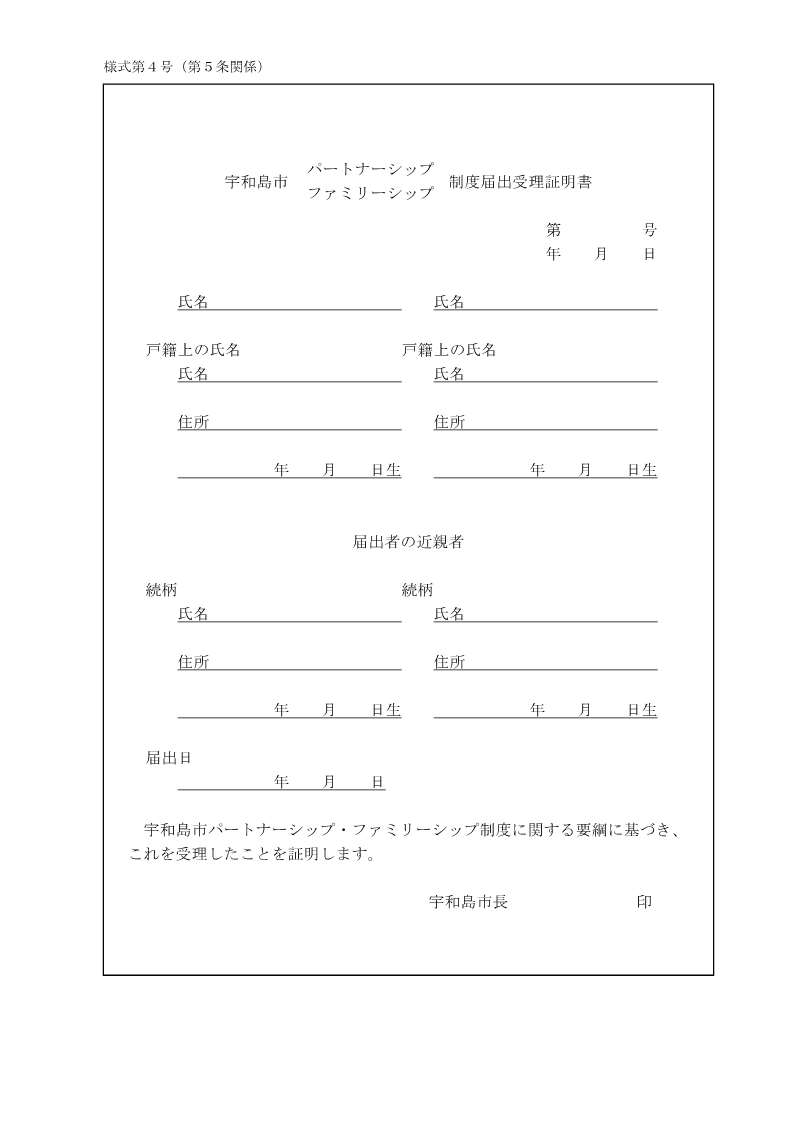 様式第４号（第５条関係）
宇和島市 パートナーシップ ファミリーシップ 制度届出受理証明書
第 号
年 月 日
氏名 氏名
戸籍上の氏名 戸籍上の氏名
氏名 氏名
住所 住所
年 月 日生 年 月 日生
届出者の近親者
続柄 続柄
氏名 氏名
住所 住所
年 月 日生 年 月 日生
届出日
年 月 日
宇和島市パートナーシップ・ファミリーシップ制度に関する要綱に基づき、
これを受理したことを証明します。
宇和島市長 印